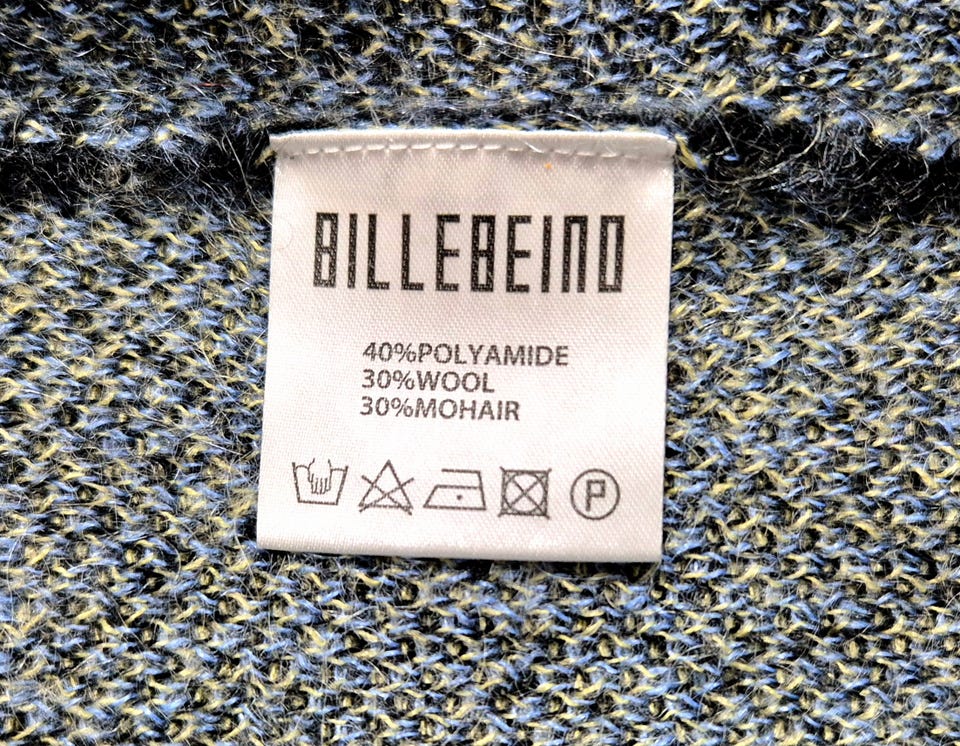 BILLEBEINO
40%POLYAMIDE
30%WOOL
30%MOHAIR
P